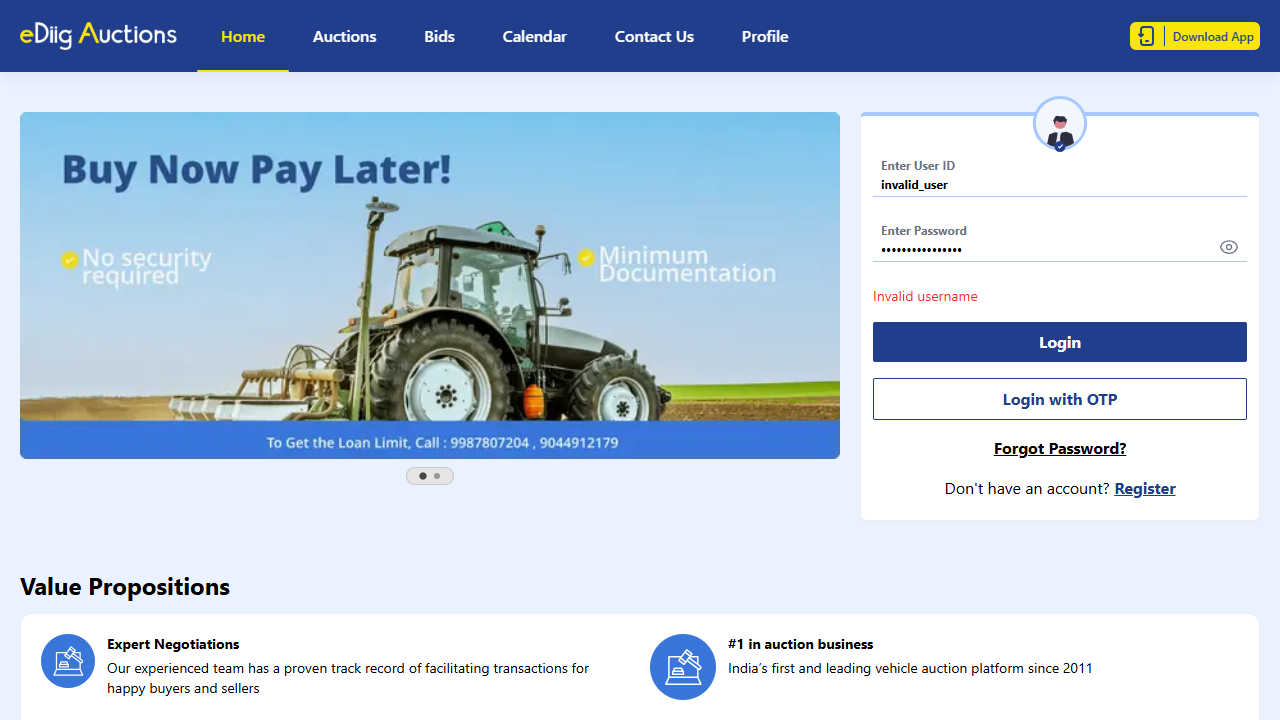 eDiig Auctions
Home
Auctions
Bids
Calendar
Contact Us
Profile
Download App
Buy Now Pay Later!
No security
required
Minimum
Documentation
To Get the Loan Limit, Call : 9987807204 , 9044912179
Enter User ID
invalid_user
Enter Password
••••••••••••••••
Invalid username
Login
Login with OTP
Forgot Password?
Don't have an account? Register
Value Propositions
Expert Negotiations
Our experienced team has a proven track record of facilitating transactions for
happy buyers and sellers
#1 in auction business
India’s first and leading vehicle auction platform since 2011